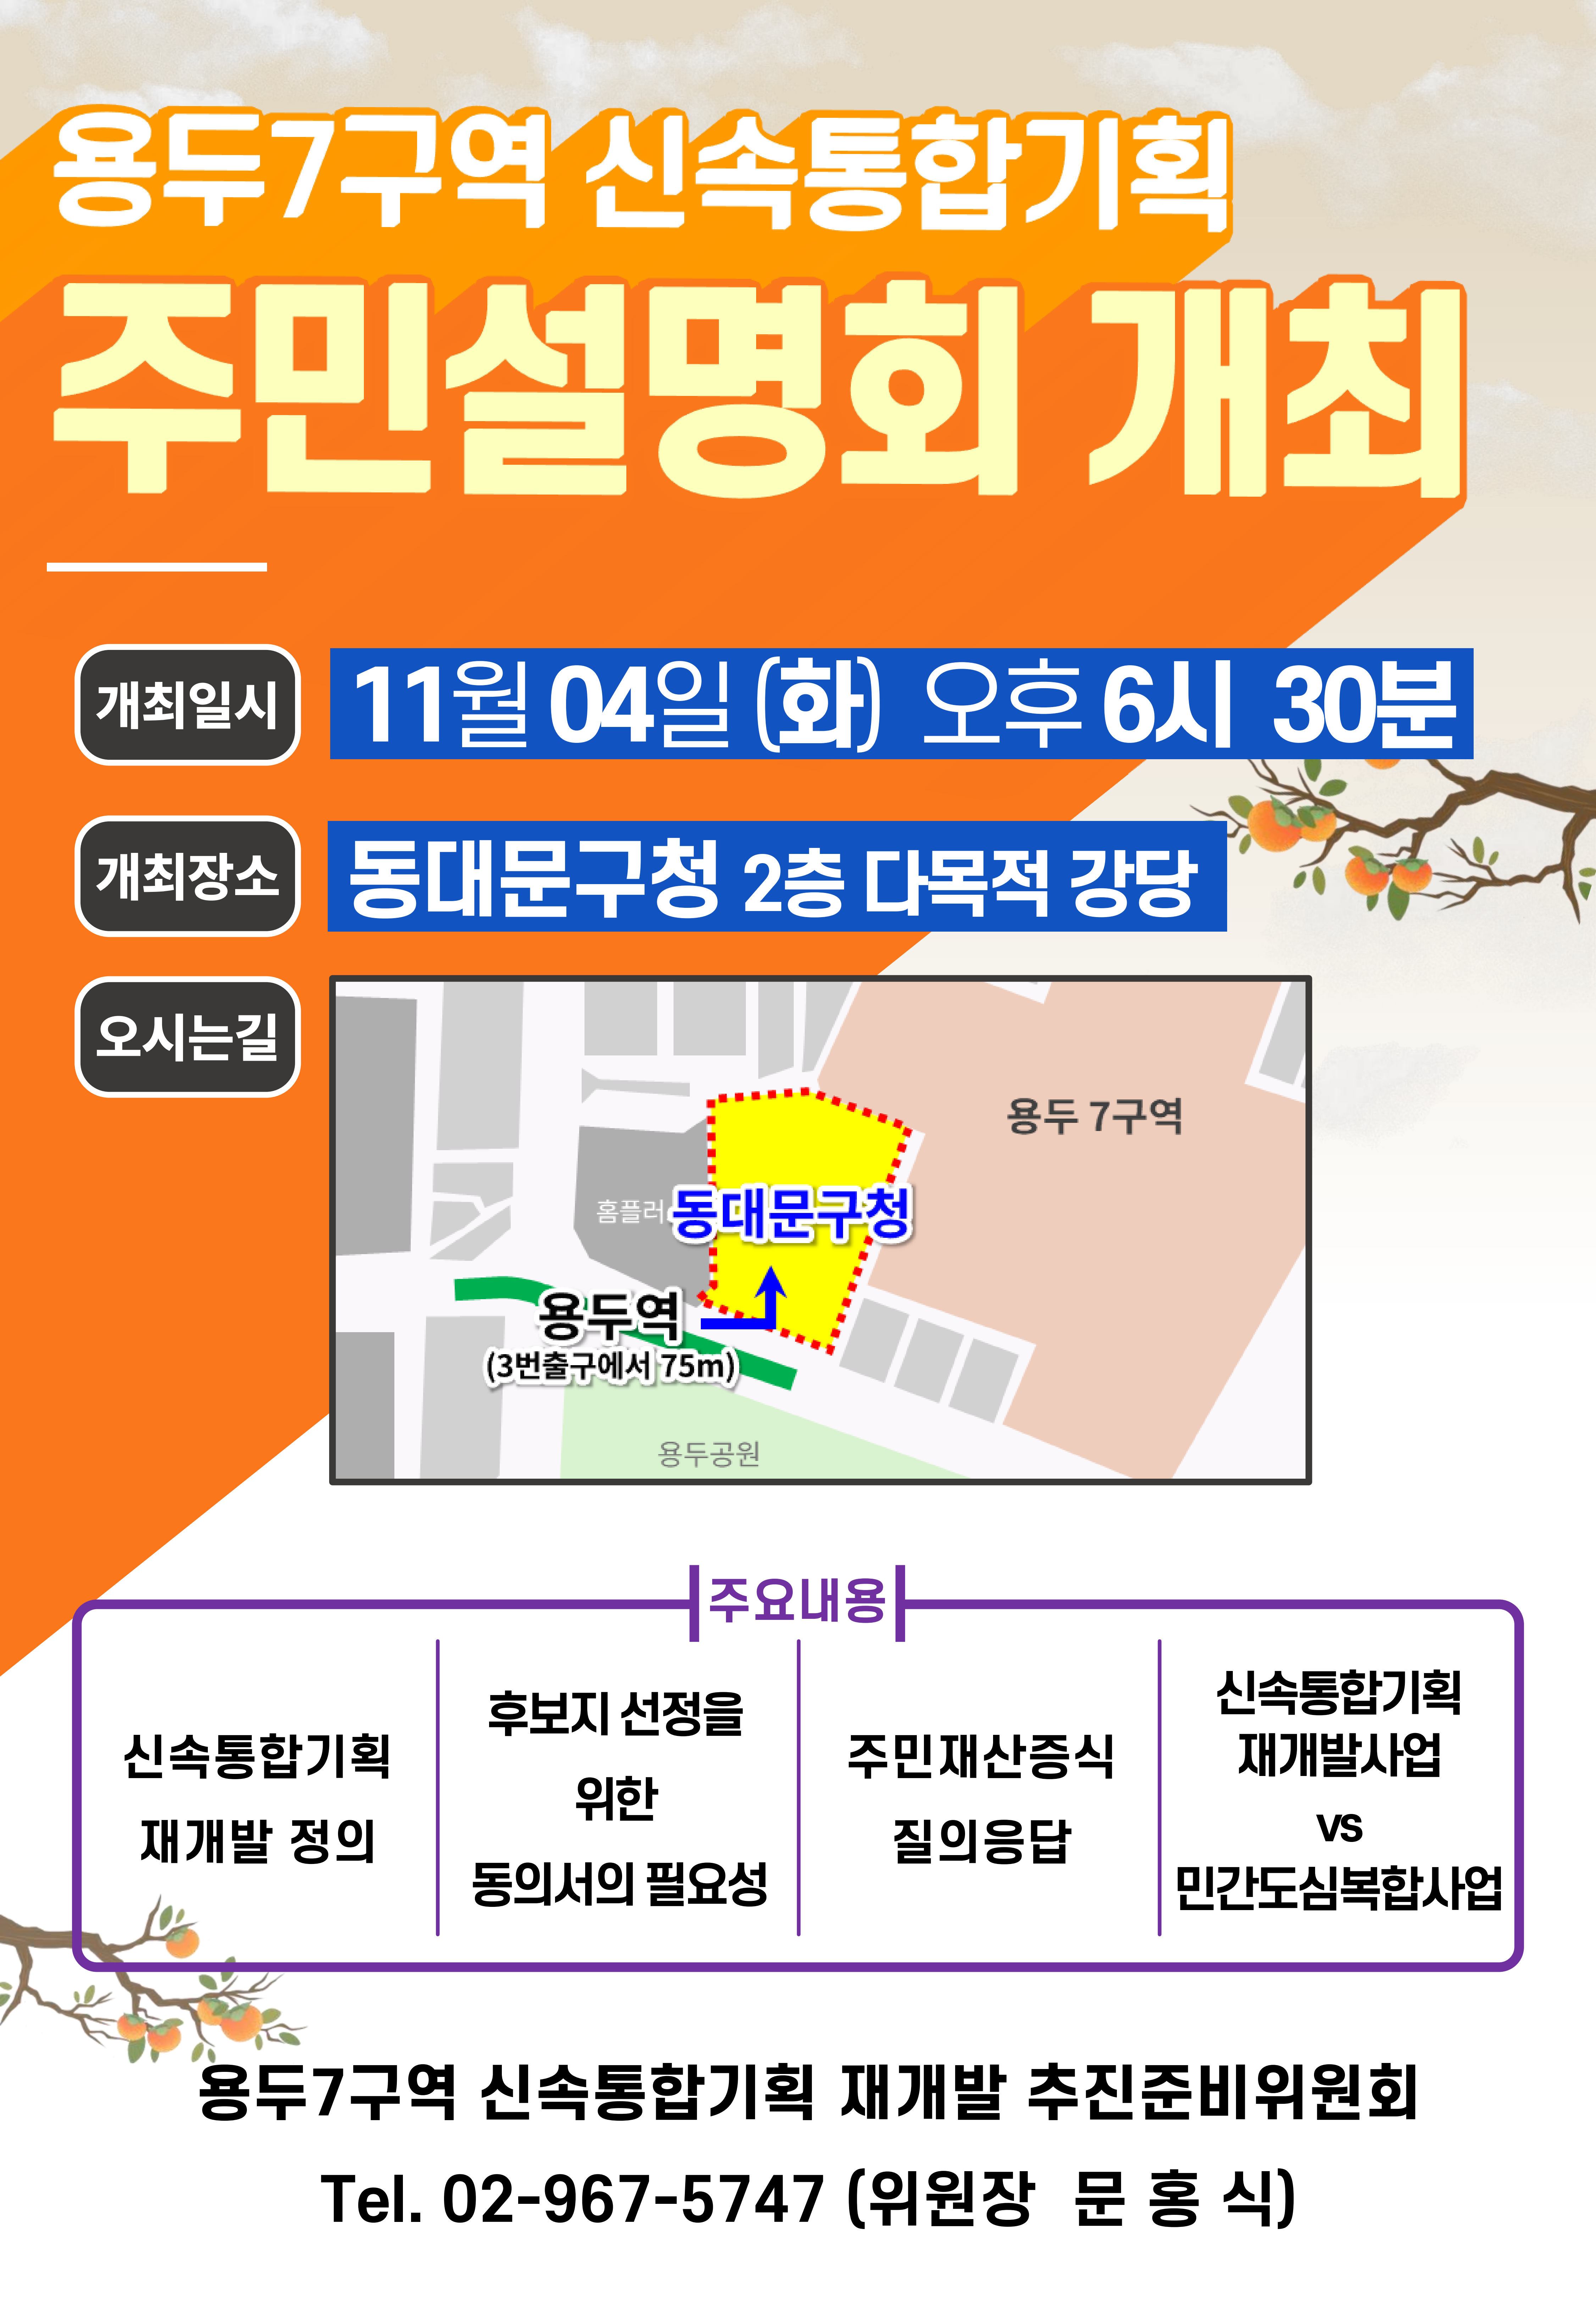 용두7구역 신속통합기획
주민설명회 개최
개최일시
11월 04일 (화) 오후 6시 30분
개최장소
동대문구청 2층 다목적 강당
오시는길
용두 7구역
홈플러
동대문구청
용두역
(3번출구에서 75m)
용두공원
주요내용
신속통합기획
재개발 정의
후보지 선정을
위한
동의서의 필요성
주민재산증식
질의응답
신속통합기획
재개발사업
vs
민간도심복합사업
용두7구역 신속통합기획 재개발 추진준비위원회
Tel. 02-967-5747 (위원장 문 홍 식)